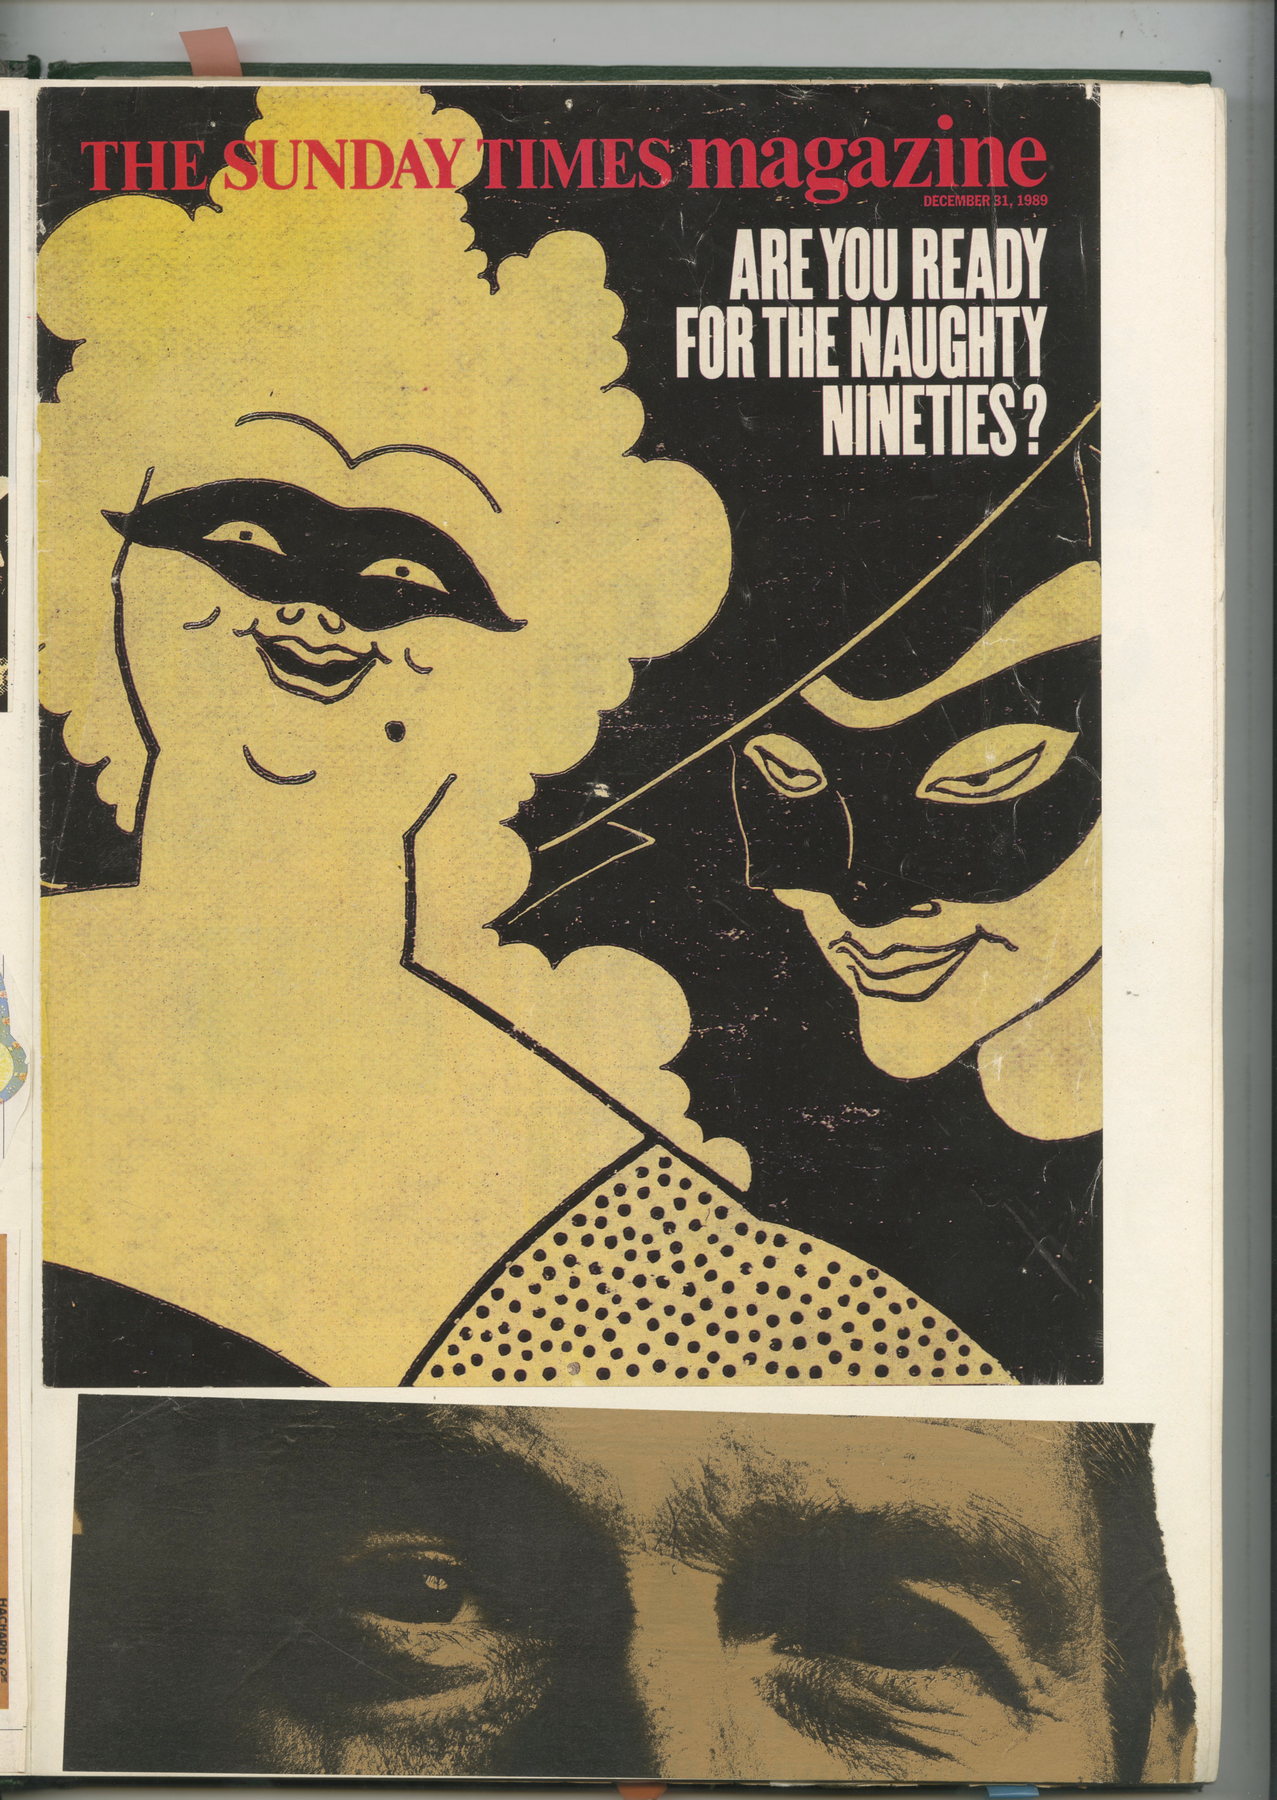 THE SUNDAY TIMES magazine
DECEMBER 31, 1989
ARE YOU READY
FOR THE NAUGHTY
NINETIES?